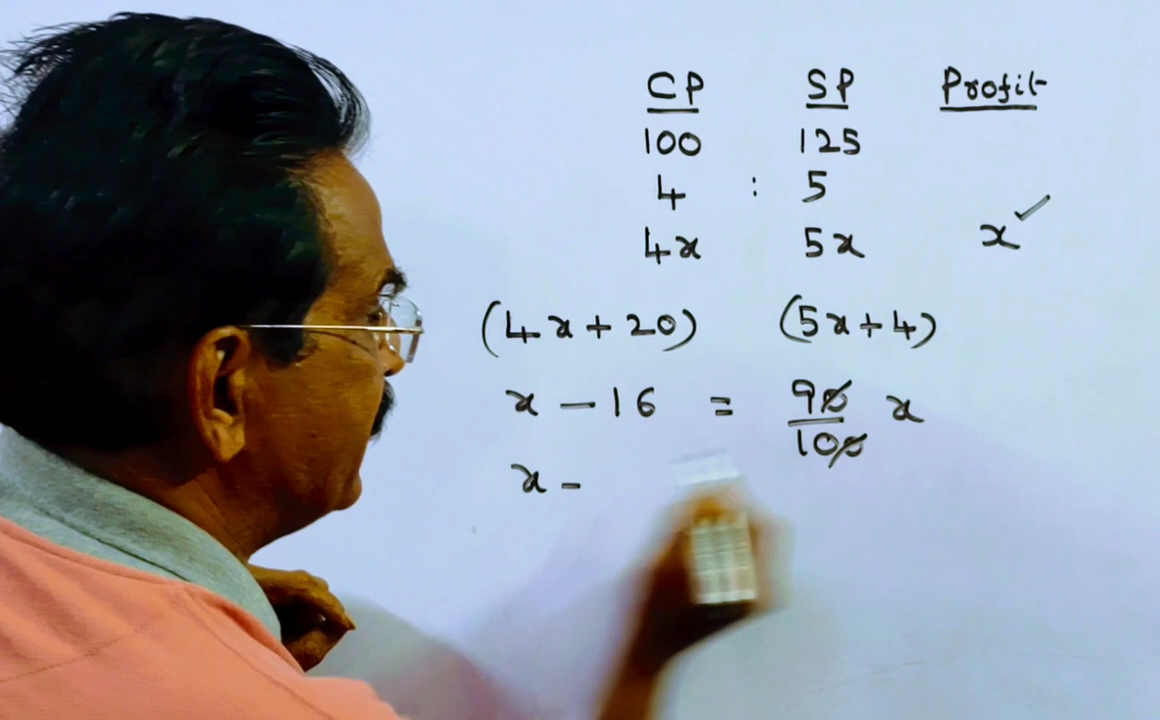 CP SP Profit
100 125
4 : 5
4x 5x x ✓
(4x+20) (5x+4)
x - 16 = 90/100 x
x -